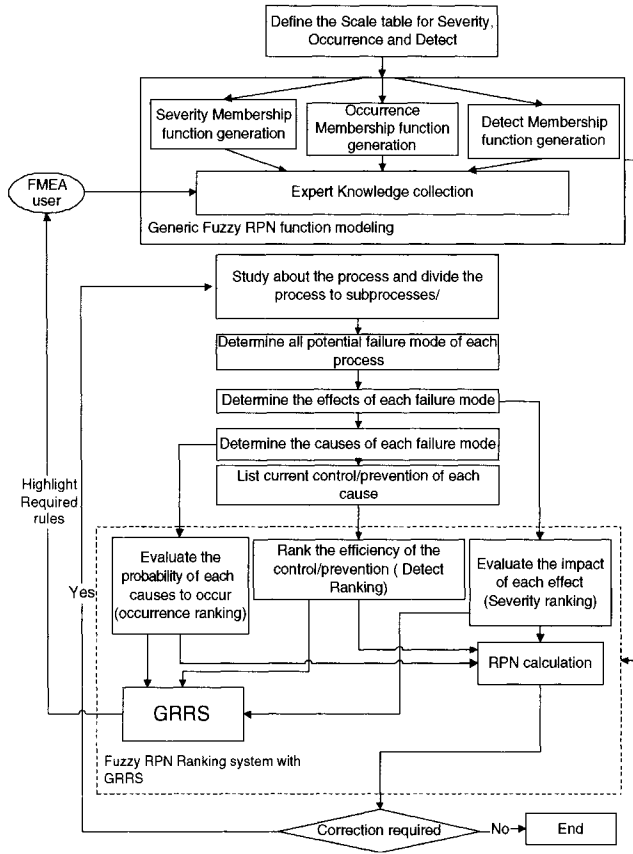 Define the Scale table for Severity,
Occurrence and Detect
Severity Membership
function generation
Occurrence
Membership function
generation
Detect Membership
function generation
FMEA
user
Expert Knowledge collection
Generic Fuzzy RPN function modeling
Study about the process and divide the
process to subprocesses/
Determine all potential failure mode of each
process
Determine the effects of each failure mode
Determine the causes of each failure mode
List current control/prevention of each
cause
Highlight
Required
rules
Yes
Evaluate the
probability of each
causes to occur
(occurrence ranking)
Rank the efficiency of the
control/prevention ( Detect
Ranking)
Evaluate the impact
of each effect
(Severity ranking)
RPN calculation
GRRS
Fuzzy RPN Ranking system with
GRRS
Correction required
No
End